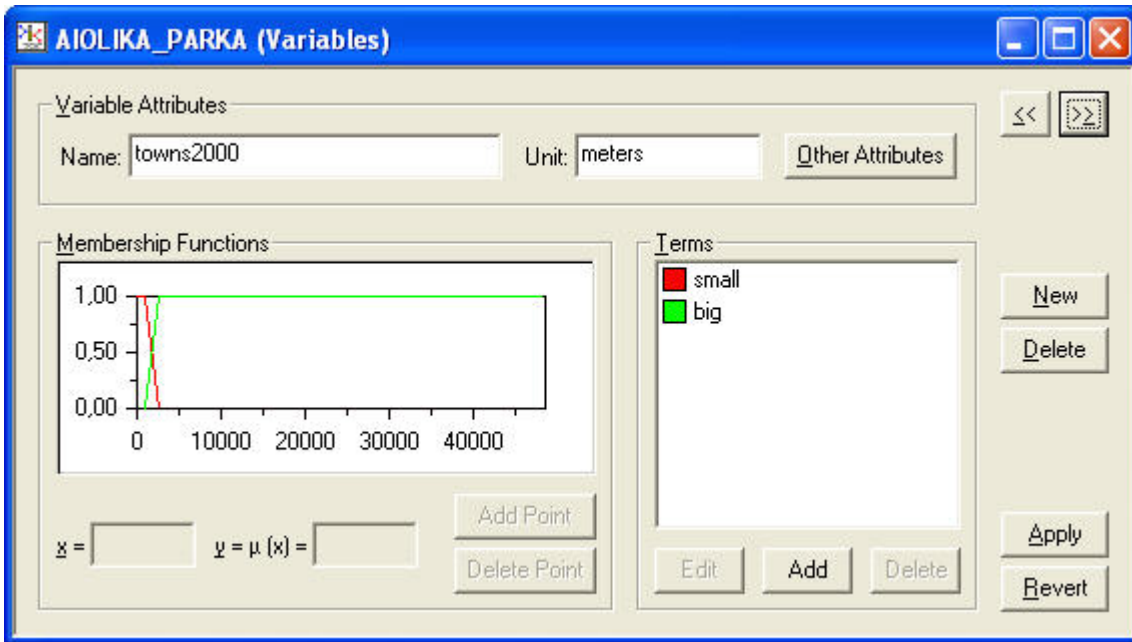 AIOLIKA_PARKA (Variables)
Variable Attributes
<< >>
Name: towns2000 Unit: meters Other Attributes
Membership Functions
1,00
0,50
0,00
0 10000 20000 30000 40000
x = y = μ (x) =
Add Point
Delete Point
Terms
small
big
Edit Add Delete
New
Delete
Apply
Revert